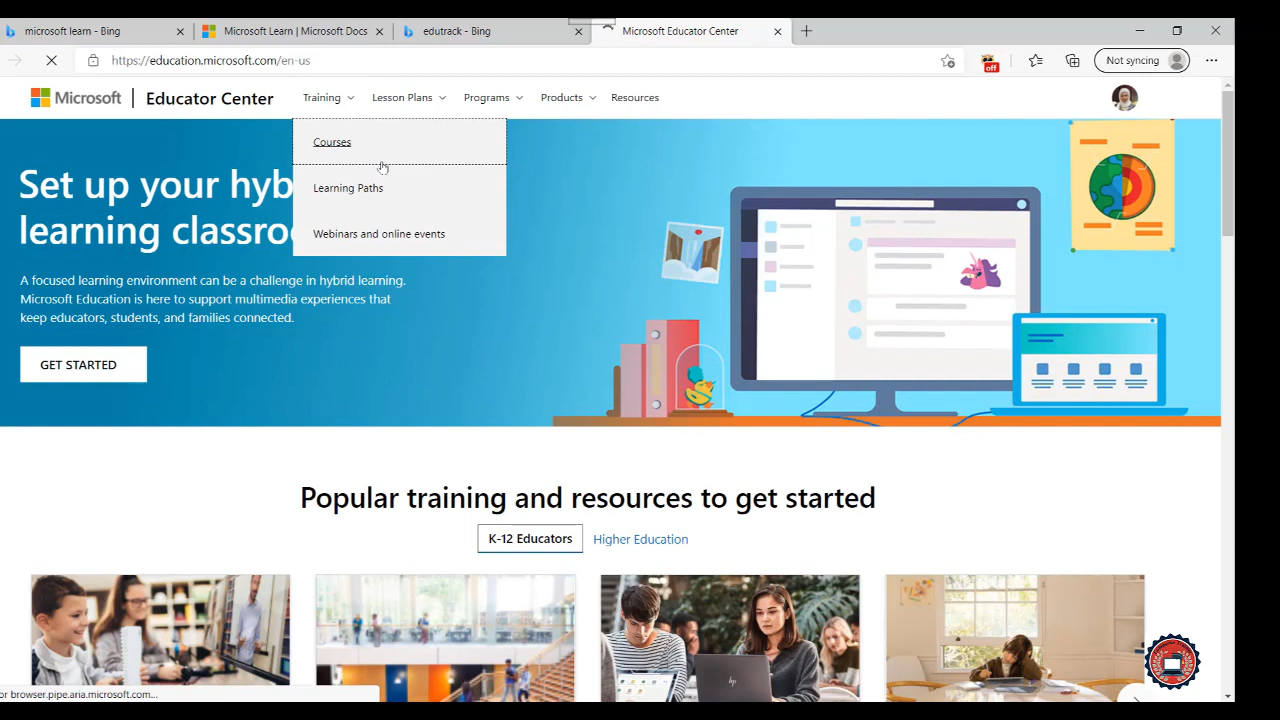 microsoft learn - Bing
Microsoft Learn | Microsoft Docs
edutrack - Bing
Microsoft Educator Center
https://education.microsoft.com/en-us
off
Not syncing
Microsoft
Educator Center
Training
Lesson Plans
Programs
Products
Resources
Courses
Learning Paths
Webinars and online events
Set up your hyb
learning classro
A focused learning environment can be a challenge in hybrid learning.
Microsoft Education is here to support multimedia experiences that
keep educators, students, and families connected.
GET STARTED
Popular training and resources to get started
K-12 Educators
Higher Education
hp
or browser.pipe.aria.microsoft.com...